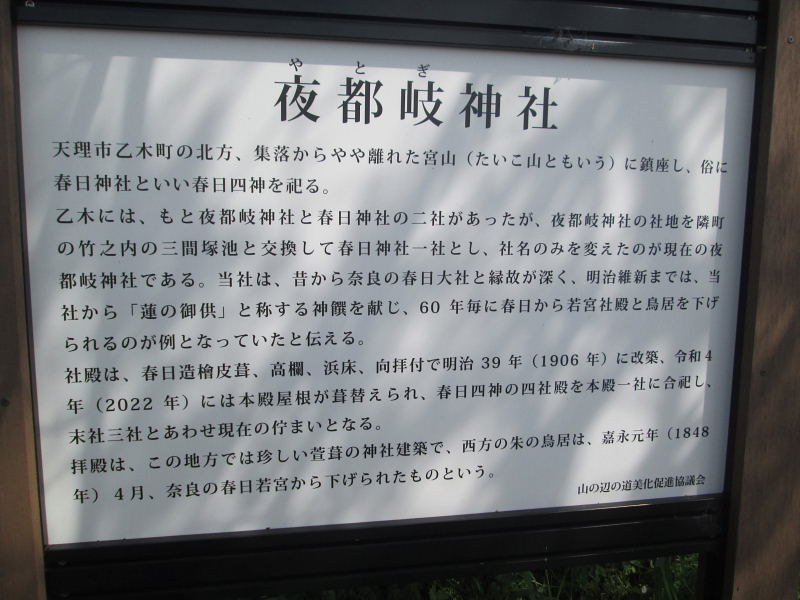 やとぎ
夜都岐神社
天理市乙木町の北方、集落からやや離れた宮山（たいこ山ともいう）に鎮座し、俗に
春日神社といい春日四神を祀る。
乙木には、もと夜都岐神社と春日神社の二社があったが、夜都岐神社の社地を隣町
の竹之内の三間塚池と交換して春日神社一社とし、社名のみを変えたのが現在の夜
都岐神社である。当社は、昔から奈良の春日大社と縁故が深く、明治維新までは、当
社から「蓮の御供」と称する神饌を献じ、60 年毎に春日から若宮社殿と鳥居を下げ
られるのが例となっていたと伝える。
社殿は、春日造檜皮葺、高欄、浜床、向拝付で明治 39 年（1906 年）に改築、令和４
年（2022 年）には本殿屋根が葺替えられ、春日四神の四社殿を本殿一社に合祀し、
末社三社とあわせ現在の佇まいとなる。
拝殿は、この地方では珍しい萱葺の神社建築で、西方の朱の鳥居は、嘉永元年（1848
年）４月、奈良の春日若宮から下げられたものという。
山の辺の道美化促進協議会